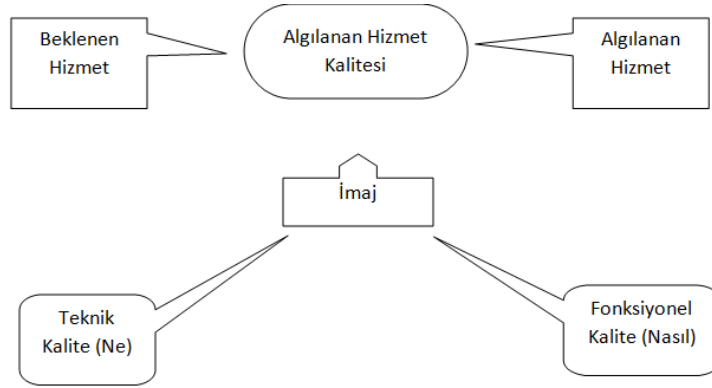 Beklenen
Hizmet
Algılanan Hizmet
Kalitesi
Algılanan
Hizmet
İmaj
Teknik
Kalite (Ne)
Fonksiyonel
Kalite (Nasıl)